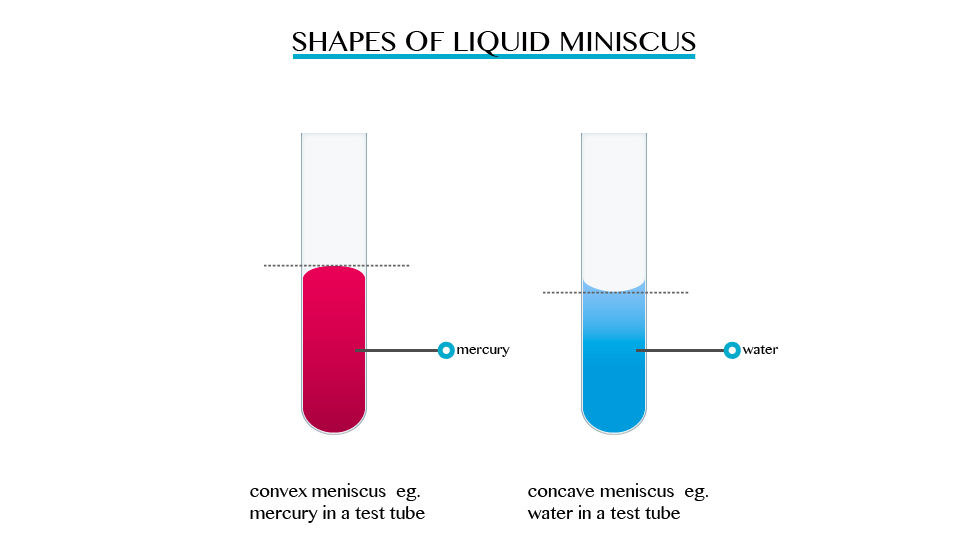 SHAPES OF LIQUID MINISCUS
mercury
water
convex meniscus eg.
mercury in a test tube
concave meniscus eg.
water in a test tube